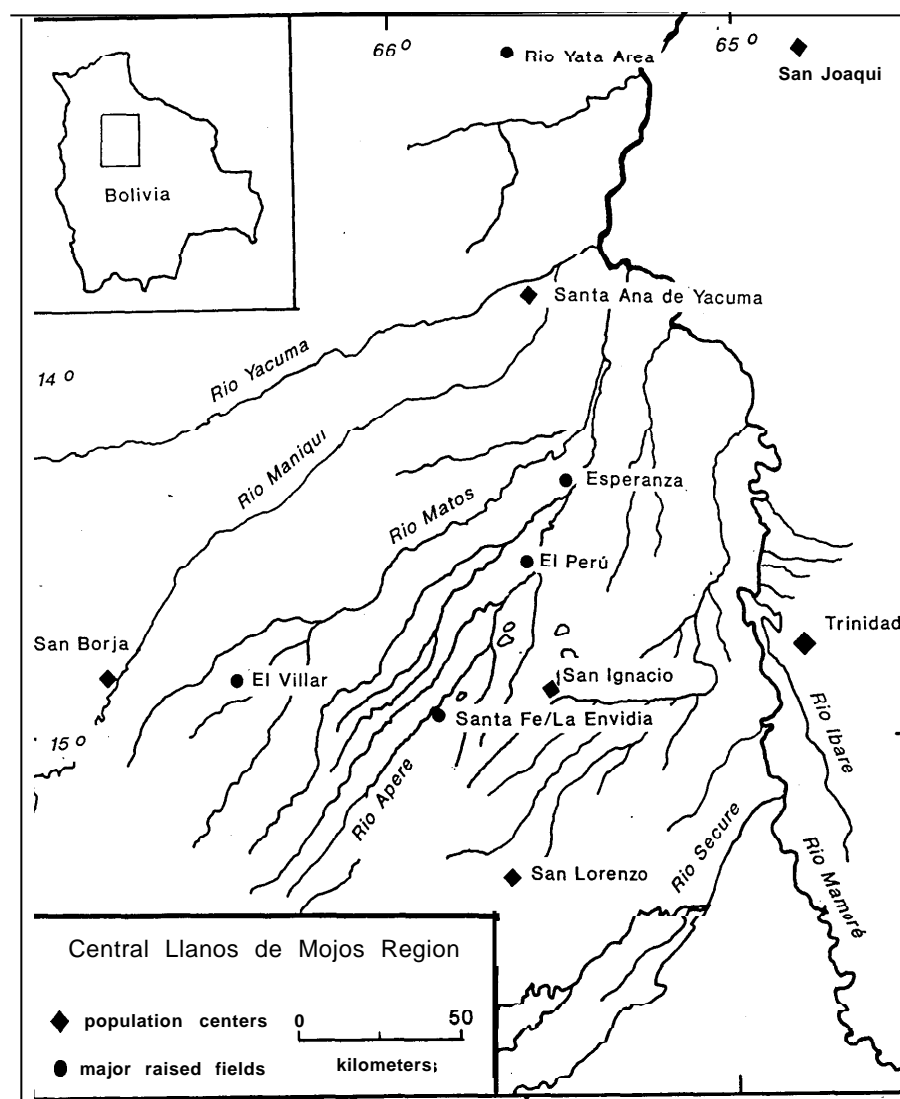 66°
65°
Rio Yata Area
San Joaqui
Bolivia
Santa Ana de Yacuma
14°
Rio Yacuma
Rio Maniqui
Rio Matos
Esperanza
El Perú
San Borja
El Villar
San Ignacio
Trinidad
Santa Fe/La Envidia
15°
Rio Apere
Rio Ibare
Rio Secure
San Lorenzo
Rio Mamoré
Central Llanos de Mojos Region
population centers
0 50
major raised fields
kilometers;